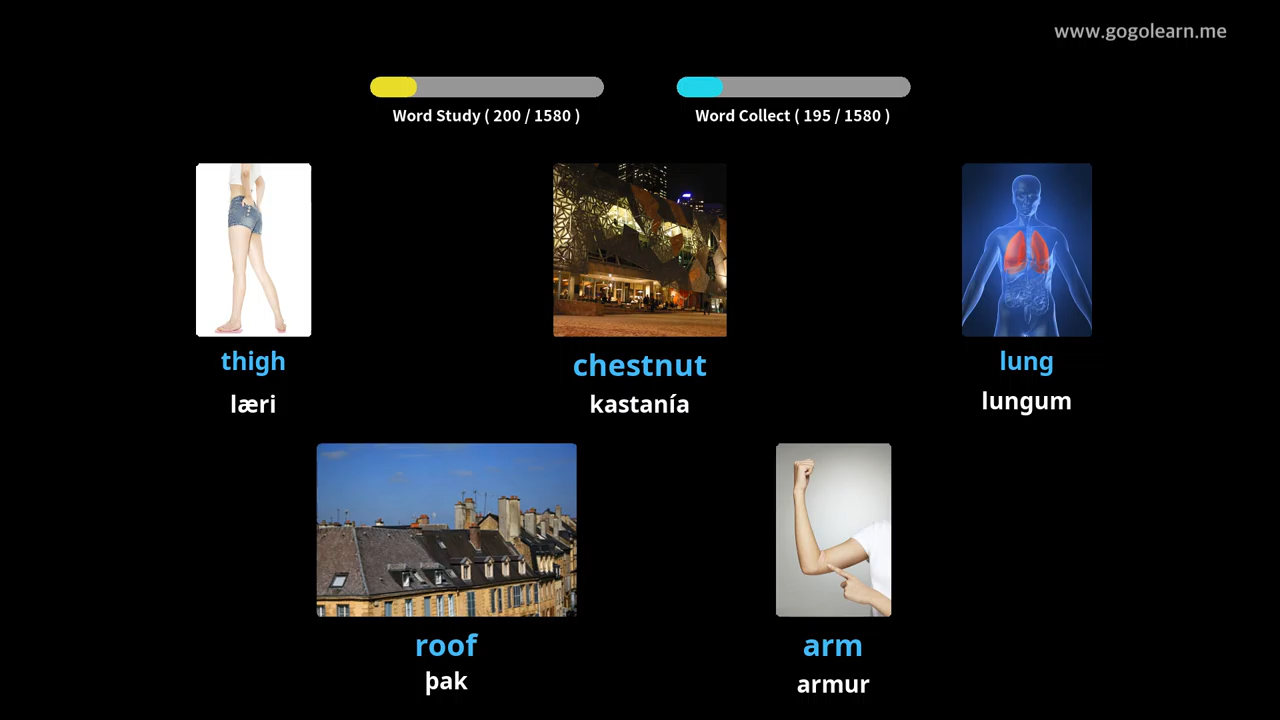 www.gogolearn.me
Word Study ( 200 / 1580 )
Word Collect ( 195 / 1580 )
thigh
læri
chestnut
kastanía
lung
lungum
roof
þak
arm
armur